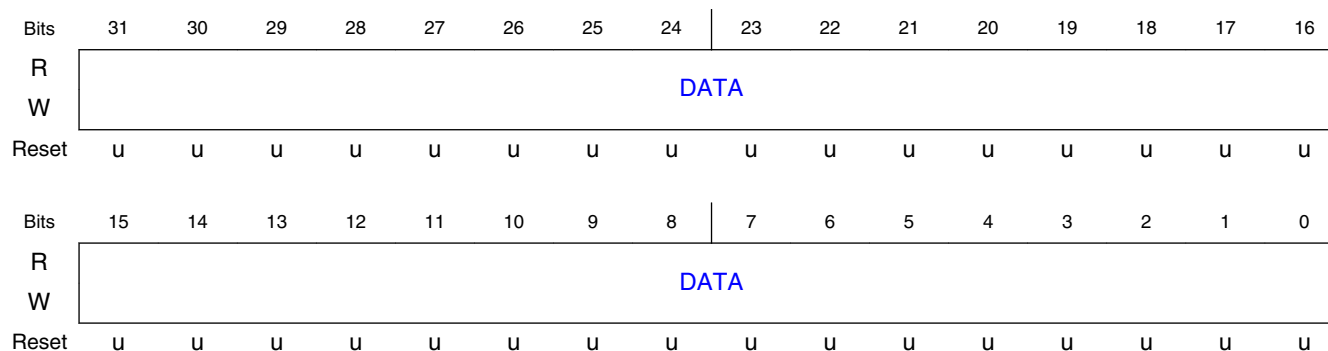 Bits 31 30 29 28 27 26 25 24 23 22 21 20 19 18 17 16
R
DATA
W
Reset u u u u u u u u u u u u u u u u
Bits 15 14 13 12 11 10 9 8 7 6 5 4 3 2 1 0
R
DATA
W
Reset u u u u u u u u u u u u u u u u